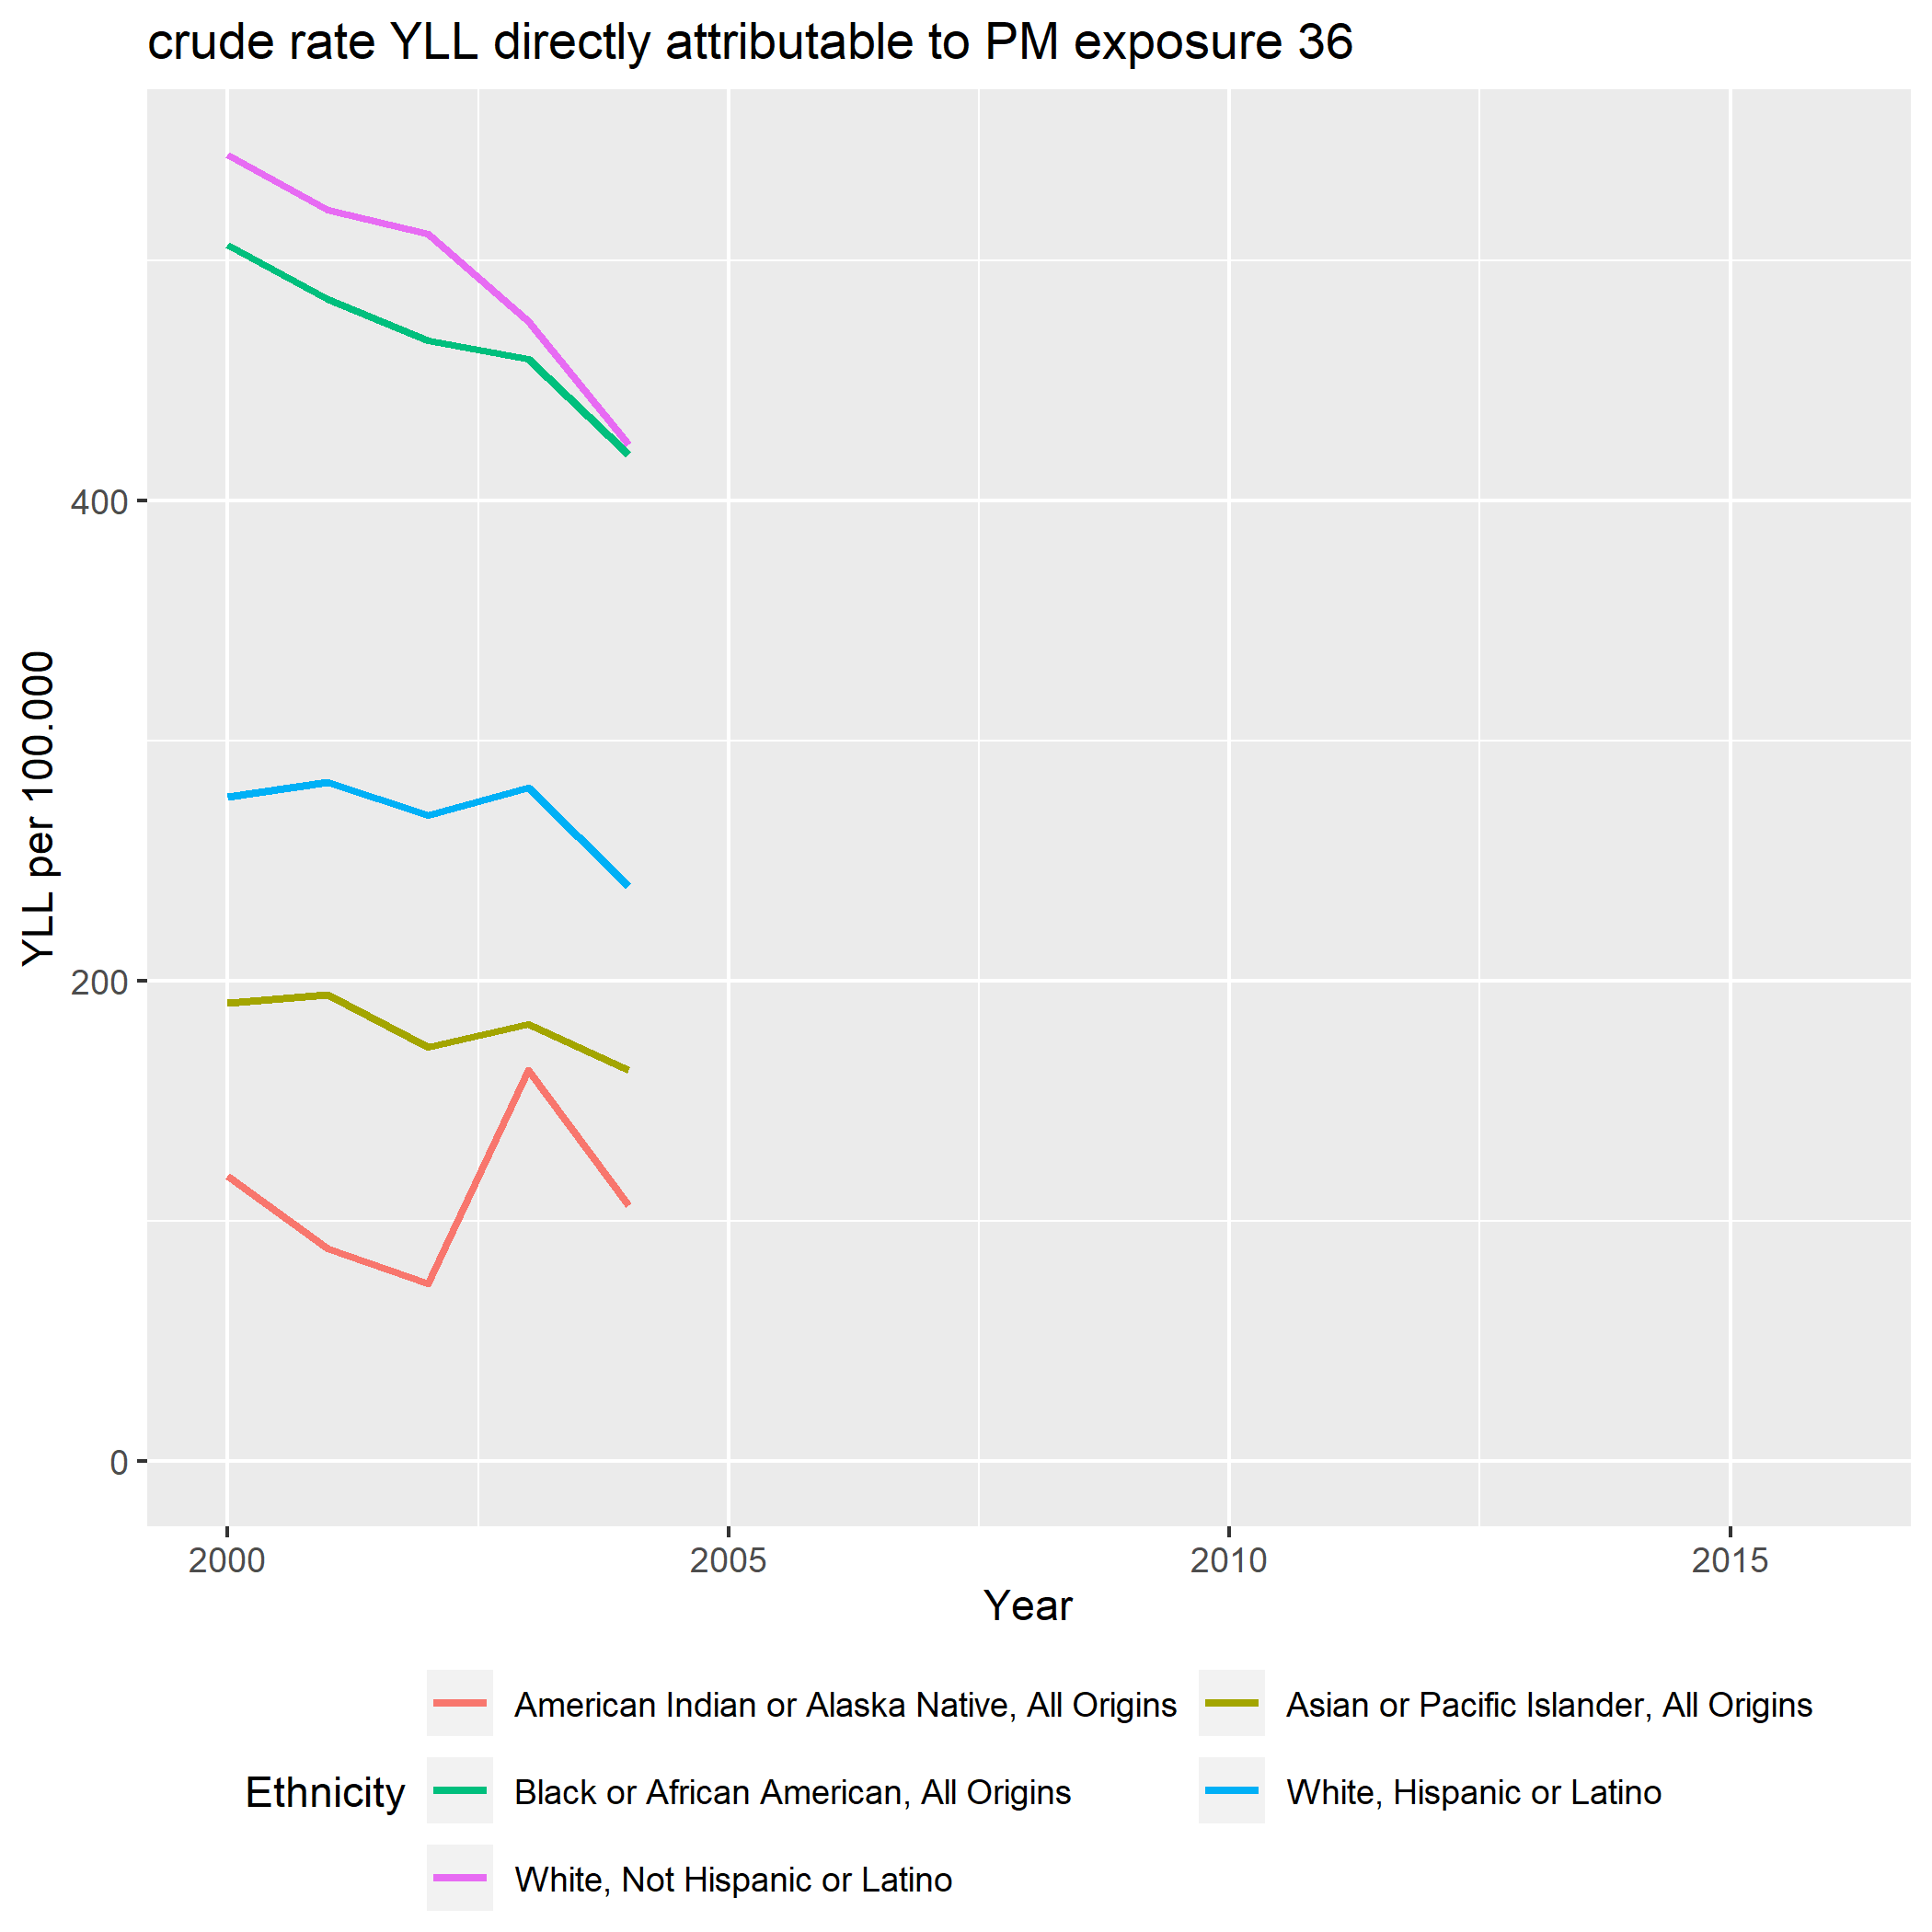 crude rate YLL directly attributable to PM exposure 36
YLL per 100.000
400
200
0
2000 2005 2010 2015
Year
Ethnicity
American Indian or Alaska Native, All Origins
Asian or Pacific Islander, All Origins
Black or African American, All Origins
White, Hispanic or Latino
White, Not Hispanic or Latino